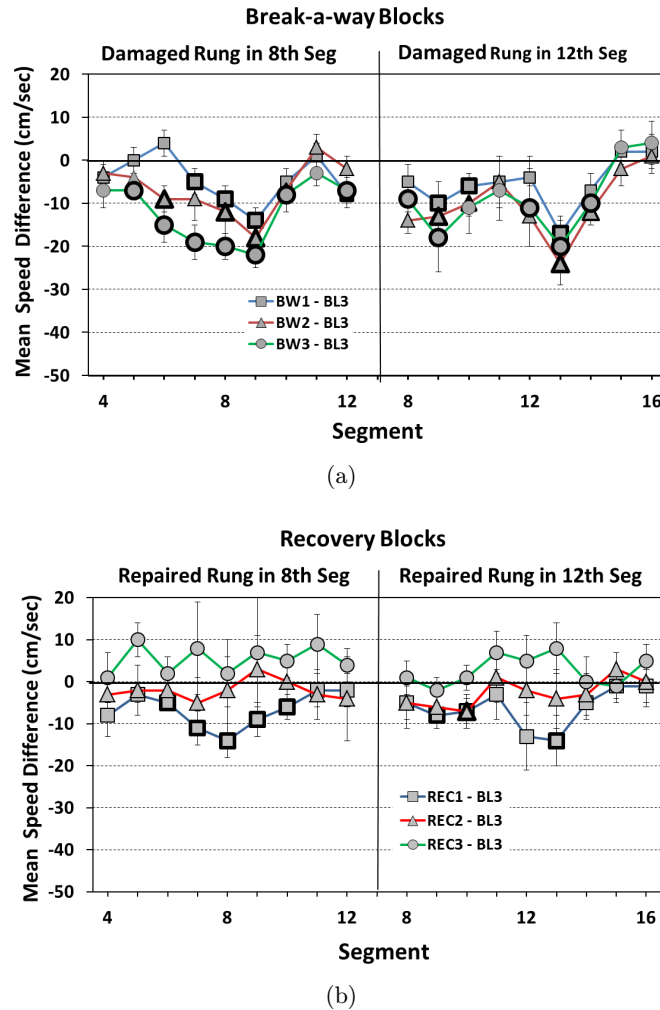 Break-a-way Blocks
Damaged Rung in 8th Seg
Damaged Rung in 12th Seg
Mean Speed Difference (cm/sec)
20
10
0
-10
-20
-30
-40
-50
BW1 - BL3
BW2 - BL3
BW3 - BL3
4 8 12 8 12 16
Segment
(a)
Recovery Blocks
Repaired Rung in 8th Seg
Repaired Rung in 12th Seg
Mean Speed Difference (cm/sec)
20
10
0
-10
-20
-30
-40
-50
REC1 - BL3
REC2 - BL3
REC3 - BL3
4 8 12 8 12 16
Segment
(b)